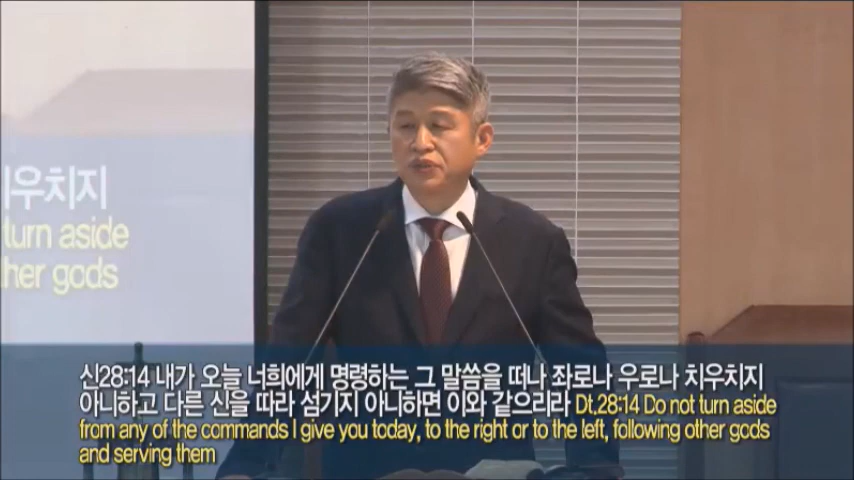 기우치지
turn aside
her gods
신28:14 내가 오늘 너희에게 명령하는 그 말씀을 떠나 좌로나 우로나 치우치지
아니하고 다른 신을 따라 섬기지 아니하면 이와 같으리라 Dt,28:14 Do not turn aside
from any of the commands I give you today, to the right or to the left, following other gods
and serving them